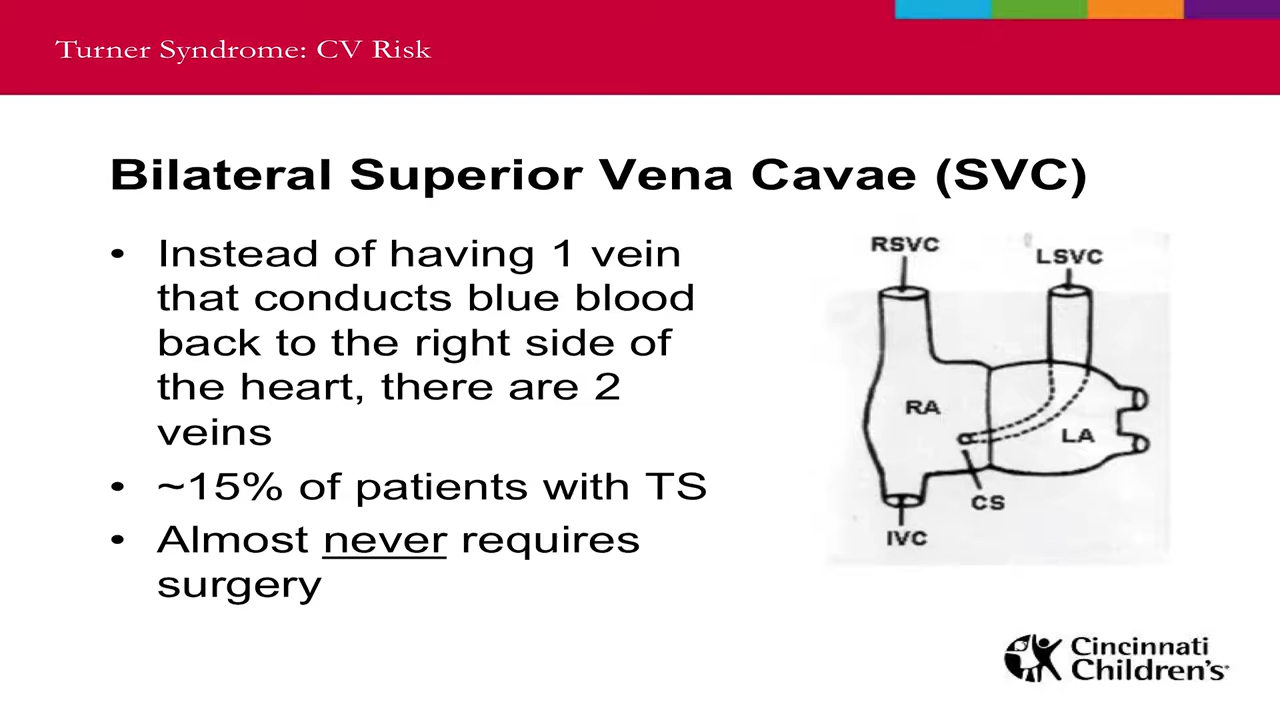 Turner Syndrome: CV Risk
Bilateral Superior Vena Cavae (SVC)
• Instead of having 1 vein
that conducts blue blood
back to the right side of
the heart, there are 2
veins
• ~15% of patients with TS
• Almost never requires
surgery
RSVC
LSVC
RA
LA
CS
IVC
Cincinnati
Children's